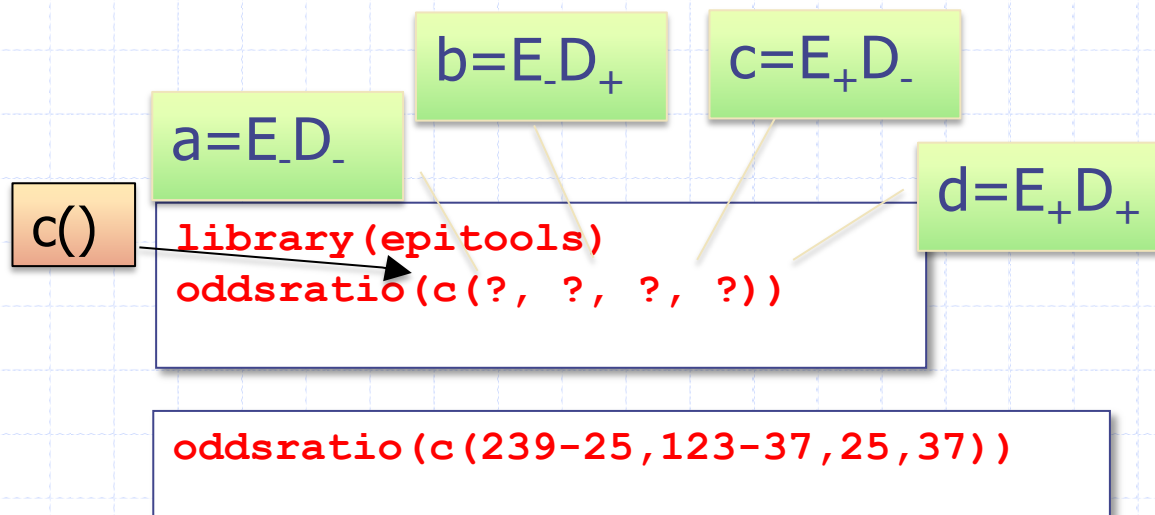 b=E₋D₊
c=E₊D₋
a=E₋D₋
d=E₊D₊
c()
library(epitools)
oddsratio(c(?, ?, ?, ?))
oddsratio(c(239-25,123-37,25,37))